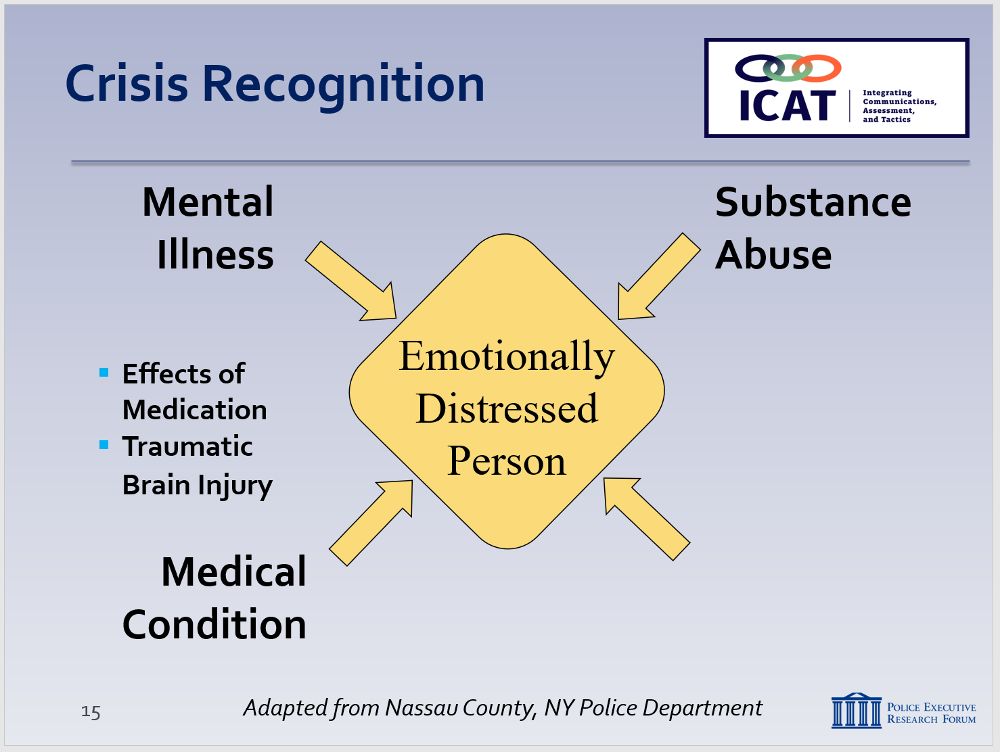 Crisis Recognition
ICAT
Integrating
Communications,
Assessment,
and Tactics
Mental
Illness
Substance
Abuse
Emotionally
Distressed
Person
Effects of
Medication
Traumatic
Brain Injury
Medical
Condition
15
Adapted from Nassau County, NY Police Department
POLICE EXECUTIVE
RESEARCH FORUM